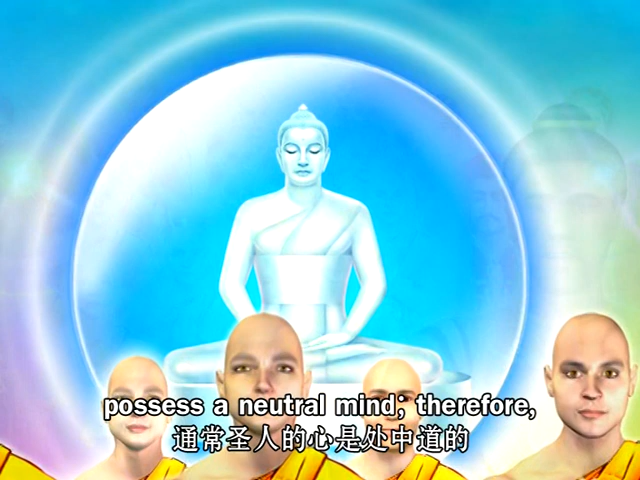 possess a neutral mind; therefore,
通常圣人的心是处中道的